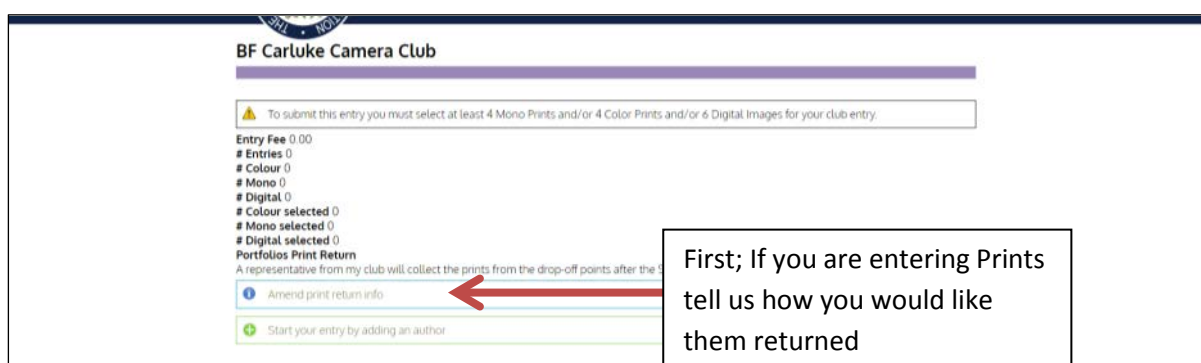 THE · NOI
BF Carluke Camera Club
To submit this entry you must select at least 4 Mono Prints and/or 4 Color Prints and/or 6 Digital Images for your club entry.
Entry Fee 0.00
# Entries 0
# Colour 0
# Mono 0
# Digital 0
# Colour selected 0
# Mono selected 0
# Digital selected 0
Portfolios Print Return
A representative from my club will collect the prints from the drop-off points after the S
Amend print return info
Start your entry by adding an author
First; If you are entering Prints
tell us how you would like
them returned